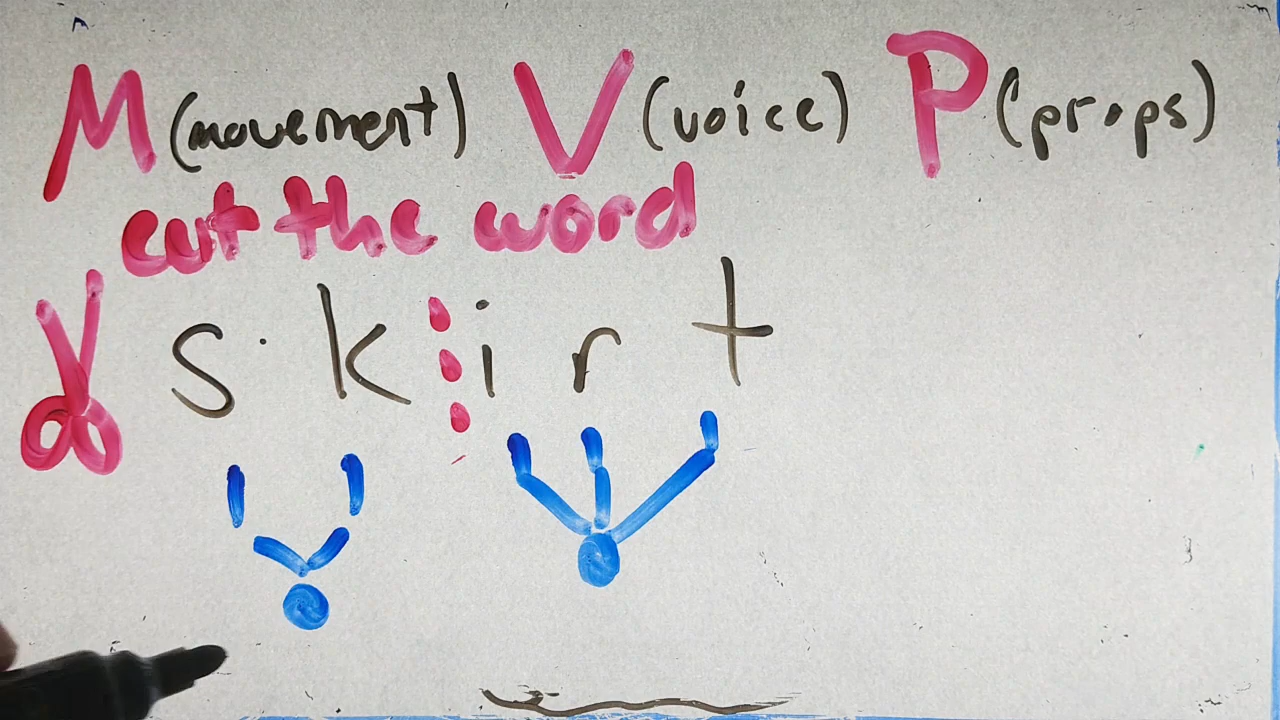 M (movement) V (voice) P (props)
cut the word
s k i r t